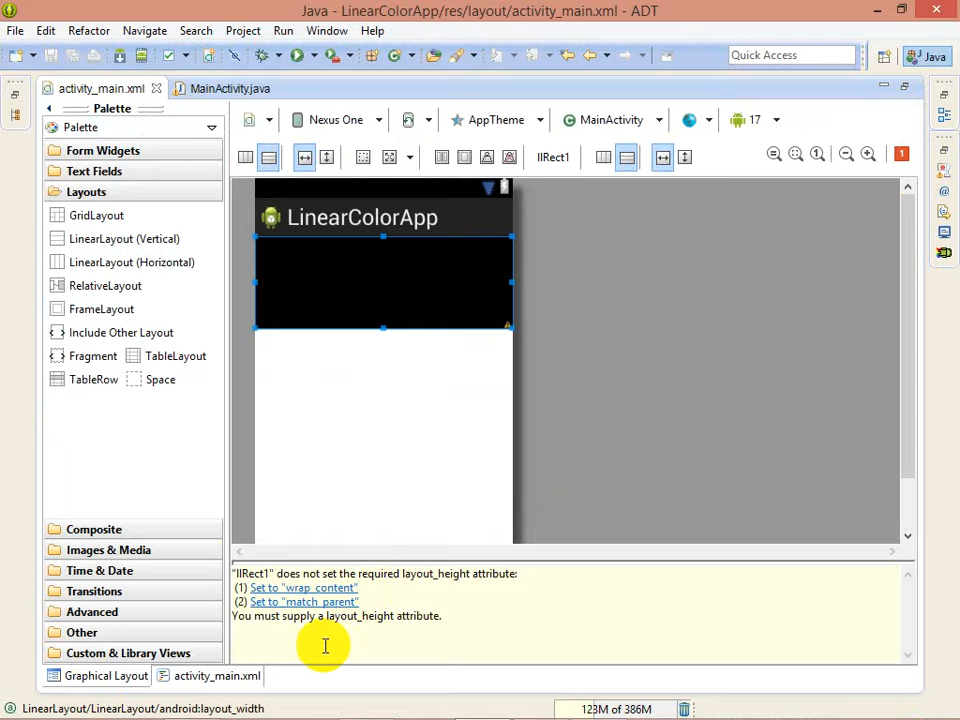 Java - LinearColorApp/res/layout/activity_main.xml - ADT
File Edit Refactor Navigate Search Project Run Window Help
Quick Access
Java
activity_main.xml
MainActivity.java
Palette
Palette
Nexus One
AppTheme
MainActivity
17
Form Widgets
Text Fields
Layouts
llRect1
1
GridLayout
LinearLayout (Vertical)
LinearLayout (Horizontal)
RelativeLayout
FrameLayout
Include Other Layout
Fragment TableLayout
TableRow Space
LinearColorApp
Composite
Images & Media
Time & Date
Transitions
Advanced
Other
Custom & Library Views
"llRect1" does not set the required layout_height attribute:
(1) Set to "wrap_content"
(2) Set to "match_parent"
You must supply a layout_height attribute.
Graphical Layout
activity_main.xml
LinearLayout/LinearLayout/android:layout_width
123M of 386M